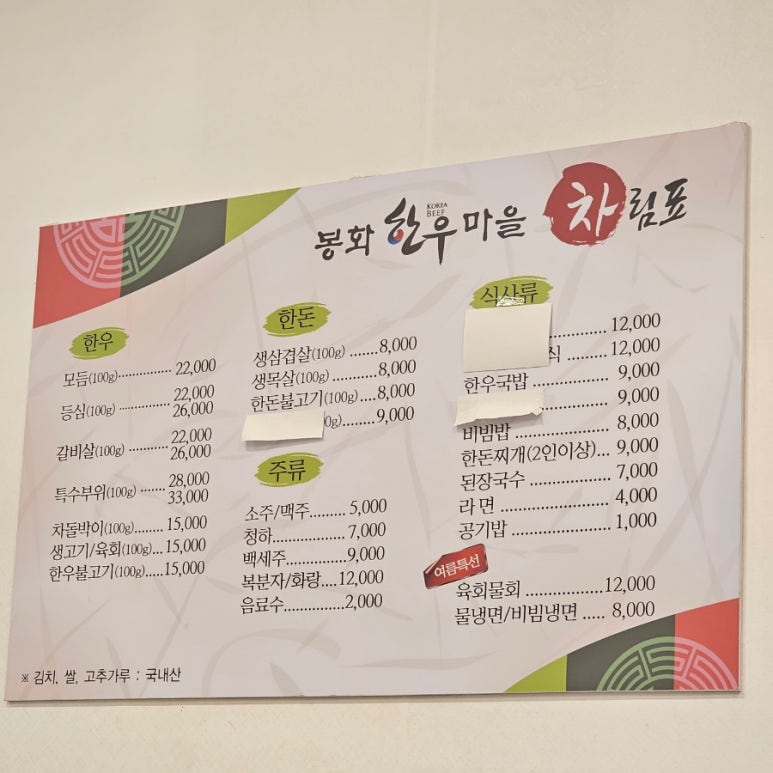 봉화 한우마을 차림표
KOREA
BEEF
한우
모듬(100g) 22,000
등심(100g) 22,000
26,000
갈비살(100g) 22,000
26,000
특수부위(100g) 28,000
33,000
차돌박이(100g) 15,000
생고기/육회(100g) 15,000
한우불고기(100g) 15,000
한돈
생삼겹살(100g) 8,000
생목살(100g) 8,000
한돈불고기(100g) 8,000
0g) 9,000
주류
소주/맥주 5,000
청하 7,000
백세주 9,000
복분자/화랑 12,000
음료수 2,000
식사류
12,000
식 12,000
한우국밥 9,000
9,000
비빔밥 8,000
한돈찌개(2인이상) 9,000
된장국수 7,000
라면 4,000
공기밥 1,000
여름특선
육회물회 12,000
물냉면/비빔냉면 8,000
※ 김치, 쌀, 고추가루 : 국내산